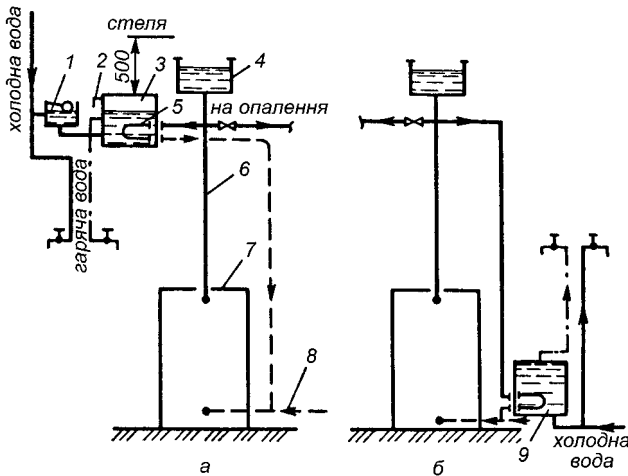 стеля
500
холодна вода
1
2
3
4
5
на опалення
гаряча вода
6
7
8
9
холодна
вода
а
б